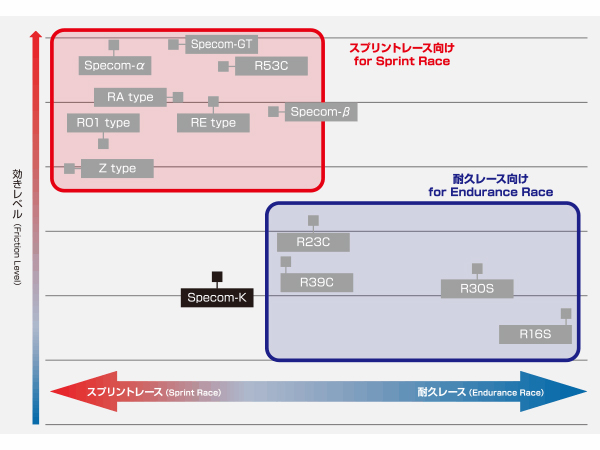 スプリントレース向け
for Sprint Race
Specom-GT
Specom-α
R53C
RA type
Specom-β
R01 type
RE type
Z type
耐久レース向け
for Endurance Race
効きレベル (Friction Level)
R23C
R39C
R30S
Specom-K
R16S
スプリントレース (Sprint Race)
耐久レース (Endurance Race)